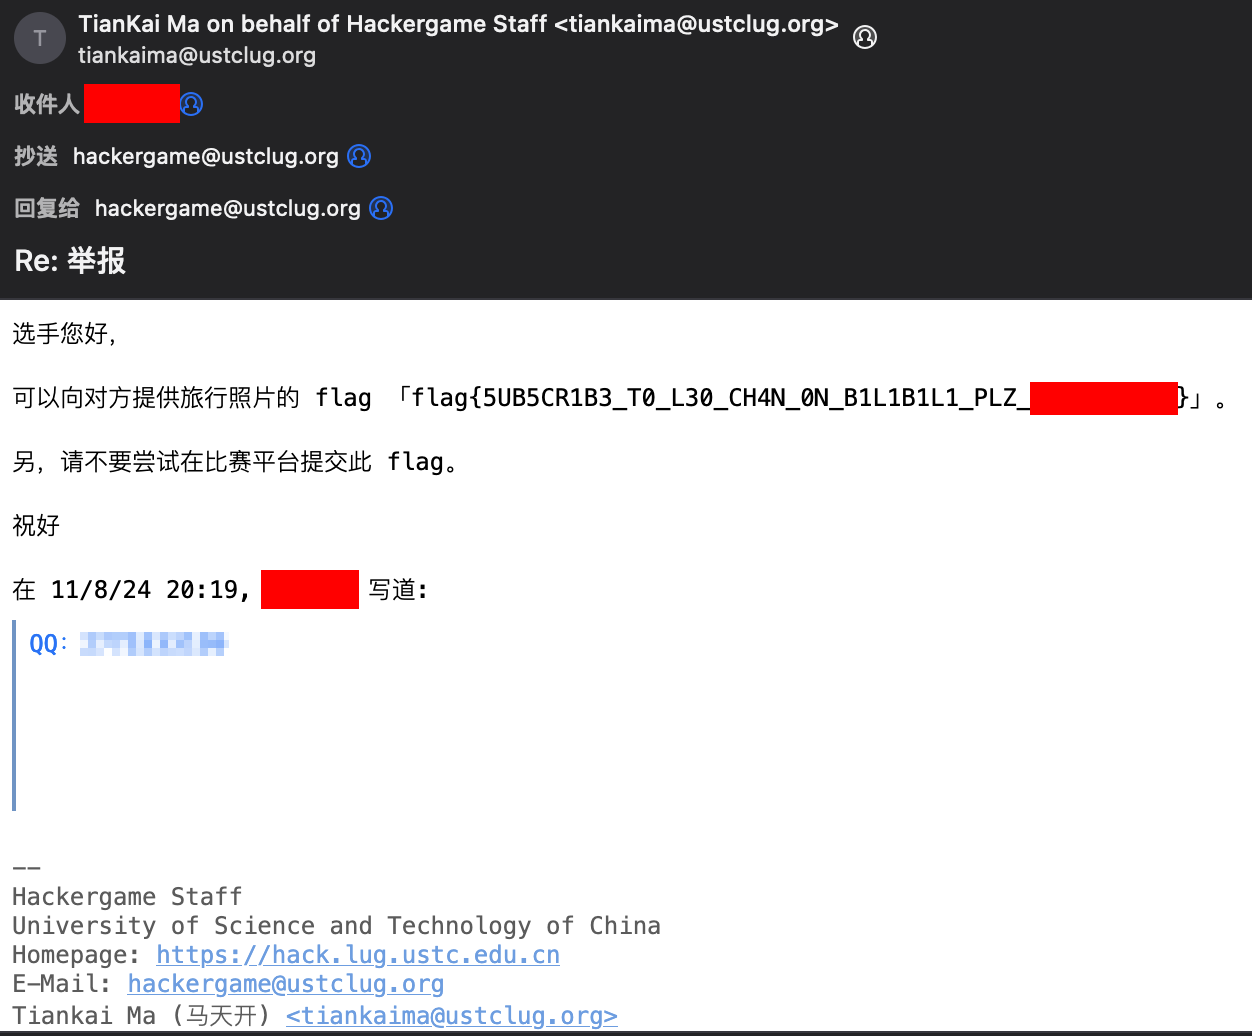 T
TianKai Ma on behalf of Hackergame Staff <tiankaima@ustclug.org>
tiankaima@ustclug.org
收件人
抄送 hackergame@ustclug.org
回复给 hackergame@ustclug.org
Re: 举报
选手您好，
可以向对方提供旅行照片的 flag 「flag{5UB5CR1B3_T0_L30_CH4N_0N_B1L1B1L1_PLZ_}」。
另，请不要尝试在比赛平台提交此 flag。
祝好
在 11/8/24 20:19, 写道:
QQ：
--
Hackergame Staff
University of Science and Technology of China
Homepage: https://hack.lug.ustc.edu.cn
E-Mail: hackergame@ustclug.org
Tiankai Ma (马天开) <tiankaima@ustclug.org>